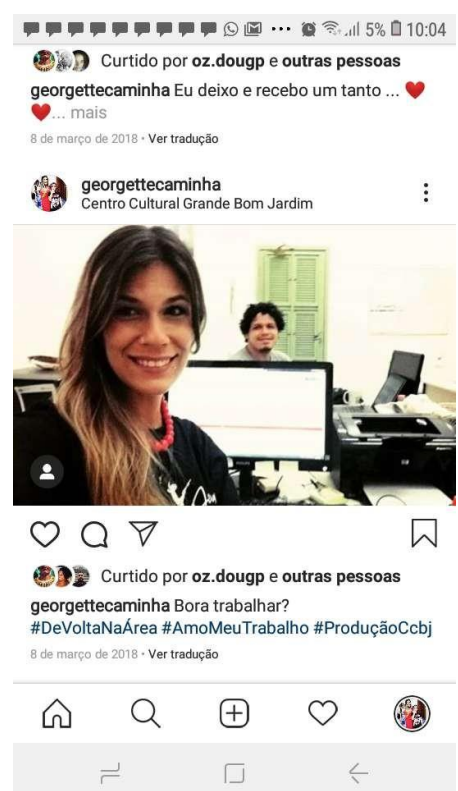 5% 10:04
Curtido por oz.dougp e outras pessoas
georgettecaminha Eu deixo e recebo um tanto ... ❤️
❤️... mais
8 de março de 2018 • Ver tradução
georgettecaminha
Centro Cultural Grande Bom Jardim
Curtido por oz.dougp e outras pessoas
georgettecaminha Bora trabalhar?
#DeVoltaNaÁrea #AmoMeuTrabalho #ProduçãoCcbj
8 de março de 2018 • Ver tradução